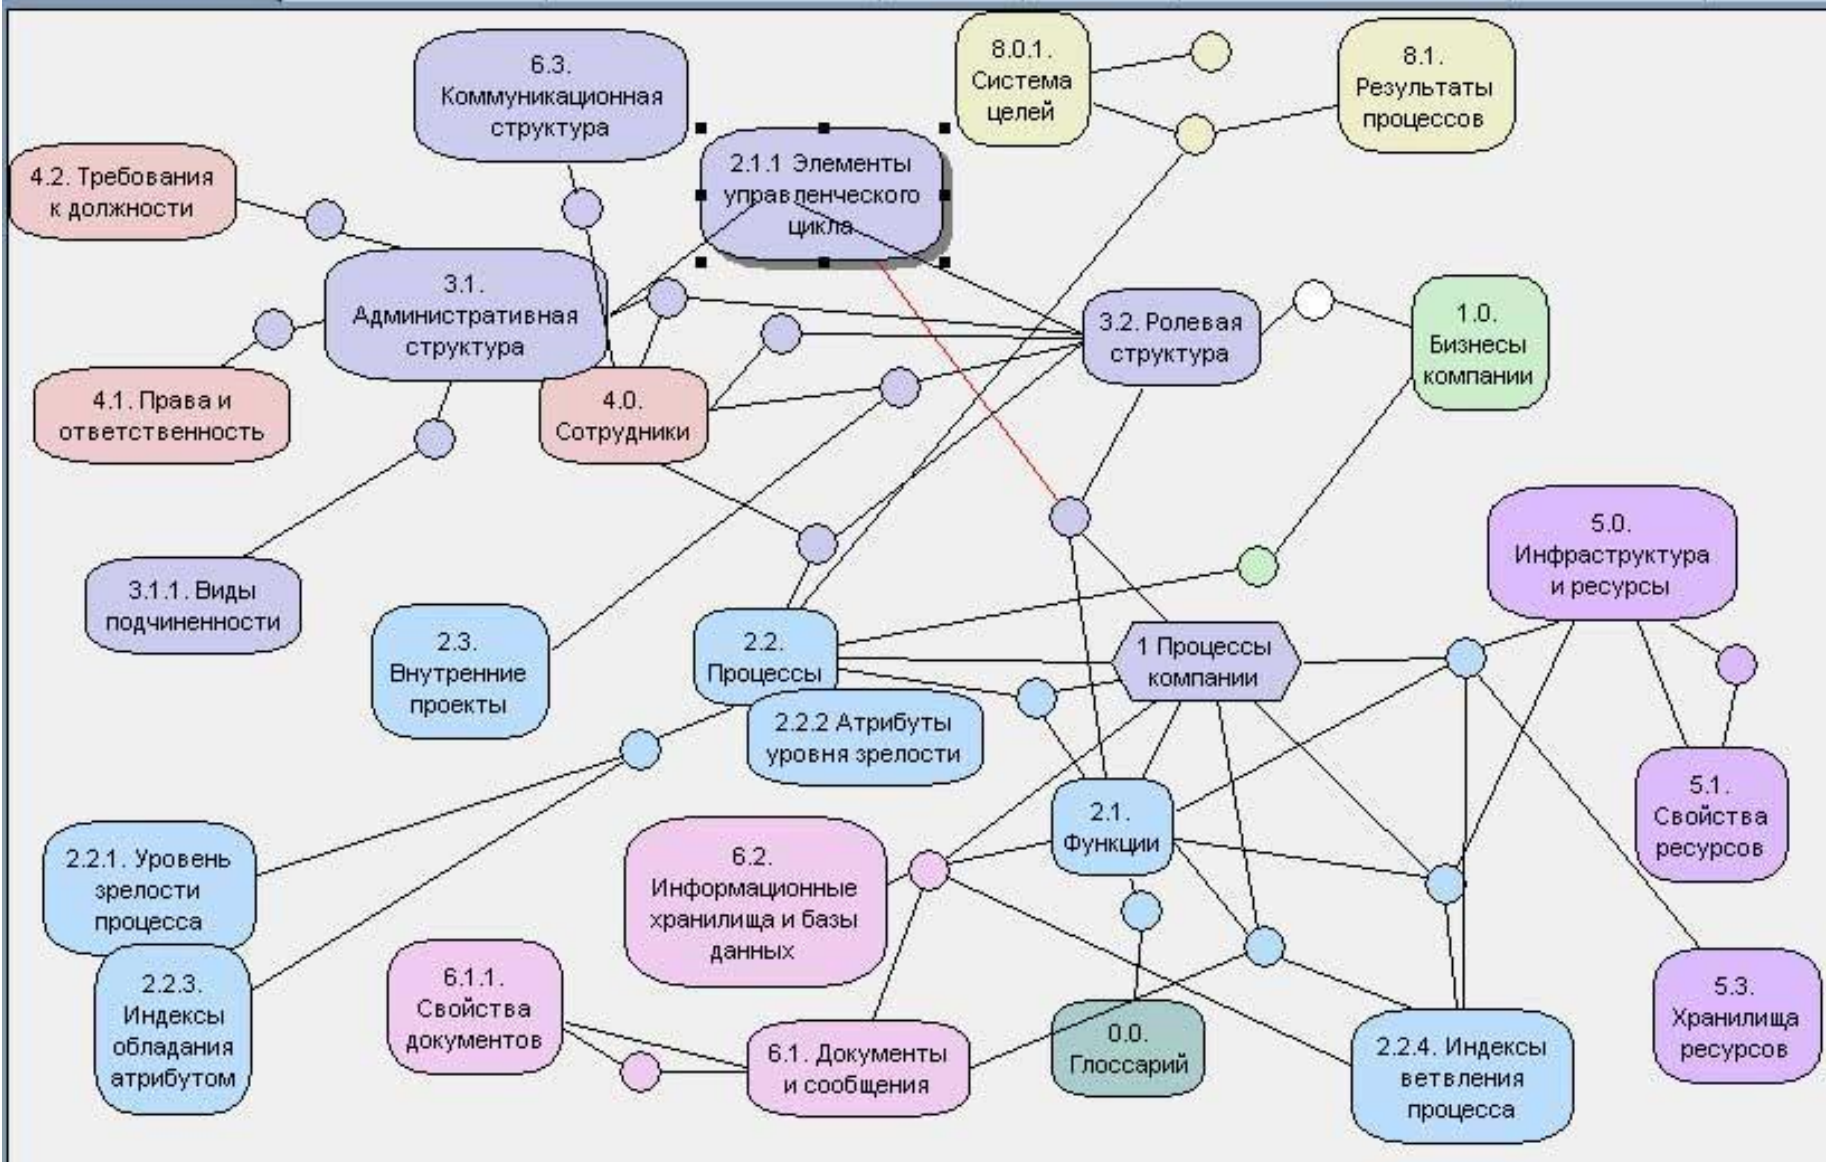 6.3.
Коммуникационная
структура
8.0.1.
Система
целей
8.1.
Результаты
процессов
4.2. Требования
к должности
2.1.1 Элементы
управленческого
цикла
3.1.
Административная
структура
3.2. Ролевая
структура
1.0.
Бизнесы
компании
4.1. Права и
ответственность
4.0.
Сотрудники
5.0.
Инфраструктура
и ресурсы
3.1.1. Виды
подчиненности
2.3.
Внутренние
проекты
2.2.
Процессы
1 Процессы
компании
2.2.2 Атрибуты
уровня зрелости
5.1.
Свойства
ресурсов
2.1.
Функции
2.2.1. Уровень
зрелости
процесса
6.2.
Информационные
хранилища и базы
данных
2.2.3.
Индексы
обладания
атрибутом
6.1.1.
Свойства
документов
6.1. Документы
и сообщения
0.0.
Глоссарий
2.2.4. Индексы
ветвления
процесса
5.3.
Хранилища
ресурсов